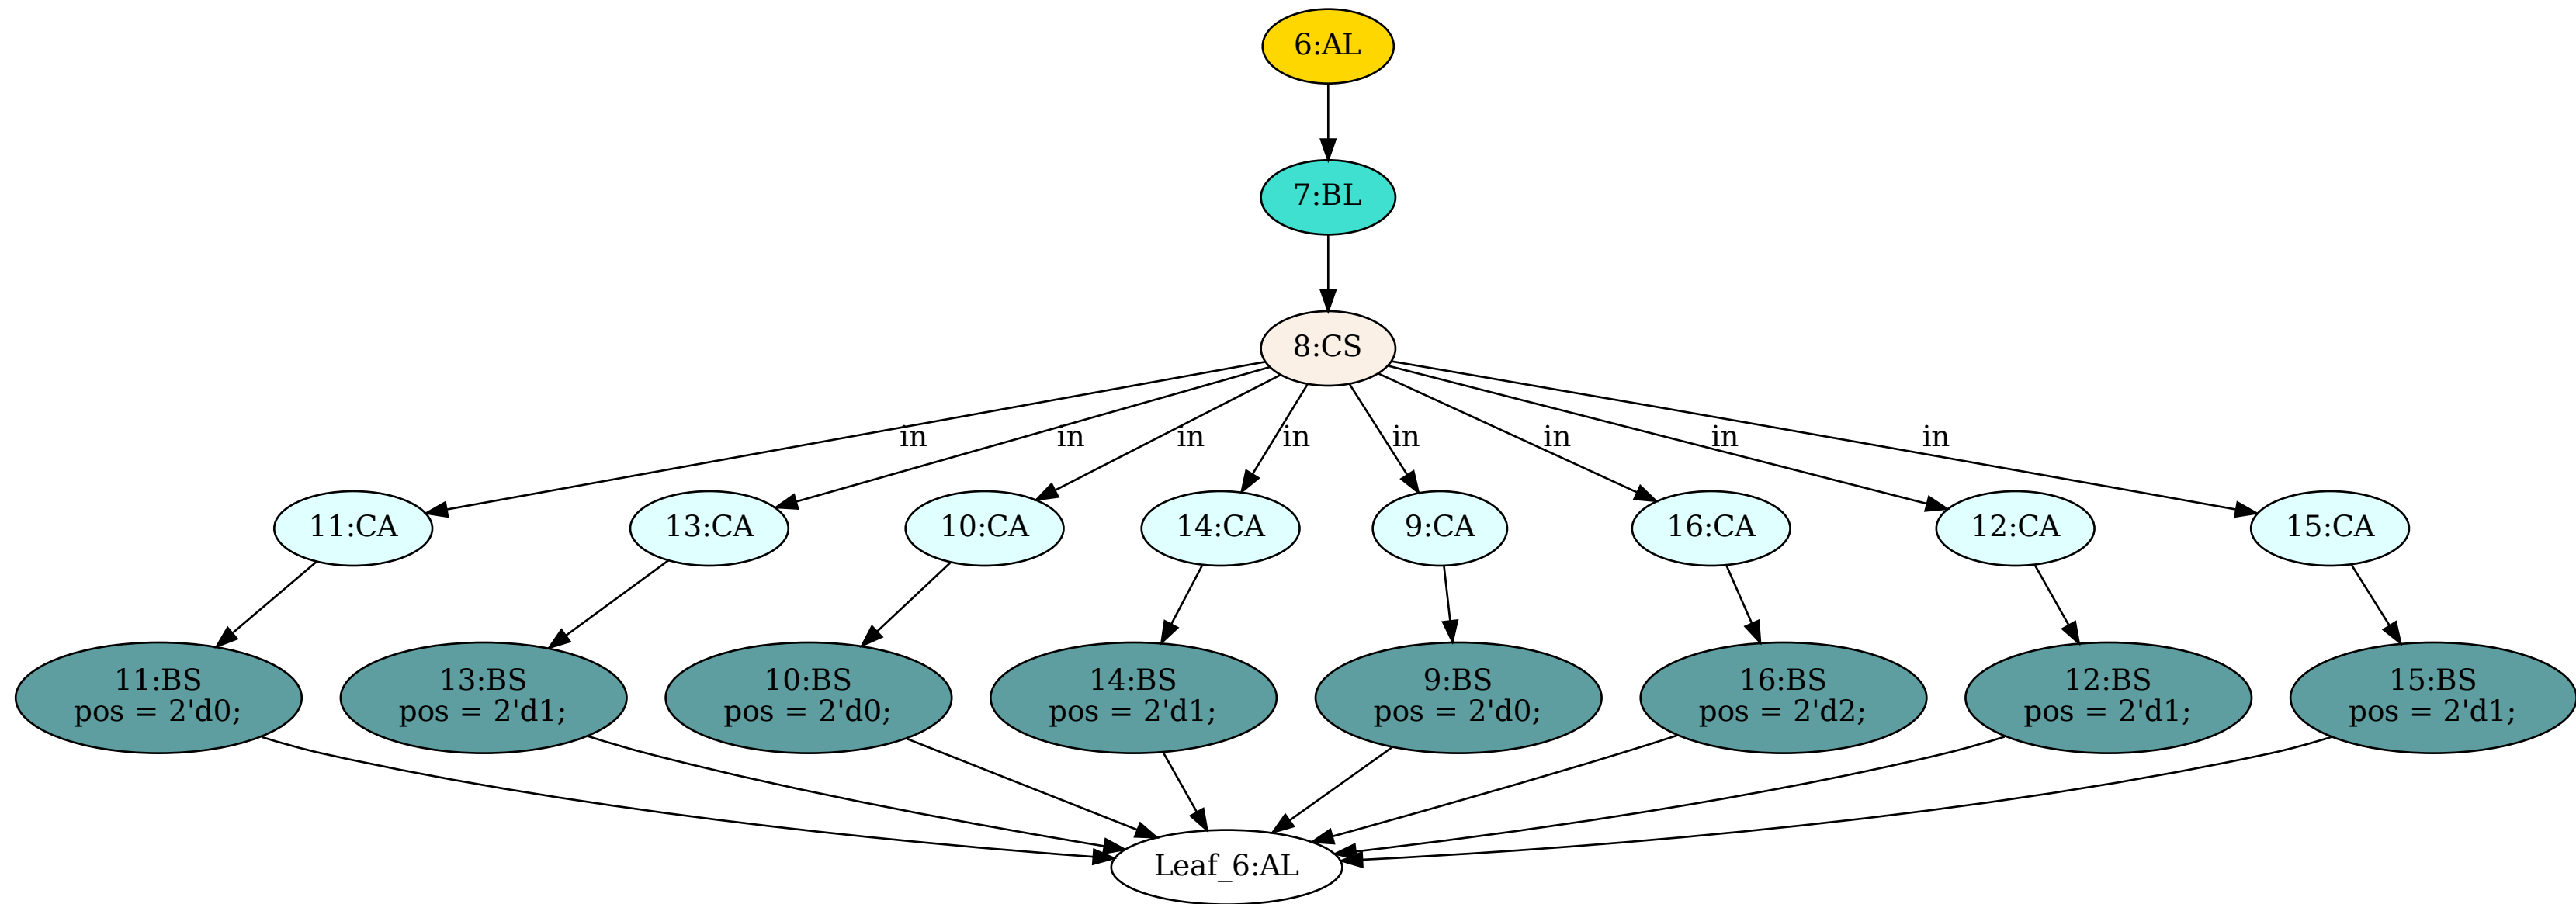 6:AL
7:BL
8:CS
in in in in in in in in
11:CA 13:CA 10:CA 14:CA 9:CA 16:CA 12:CA 15:CA
11:BS
pos = 2'd0;
13:BS
pos = 2'd1;
10:BS
pos = 2'd0;
14:BS
pos = 2'd1;
9:BS
pos = 2'd0;
16:BS
pos = 2'd2;
12:BS
pos = 2'd1;
15:BS
pos = 2'd1;
Leaf_6:AL